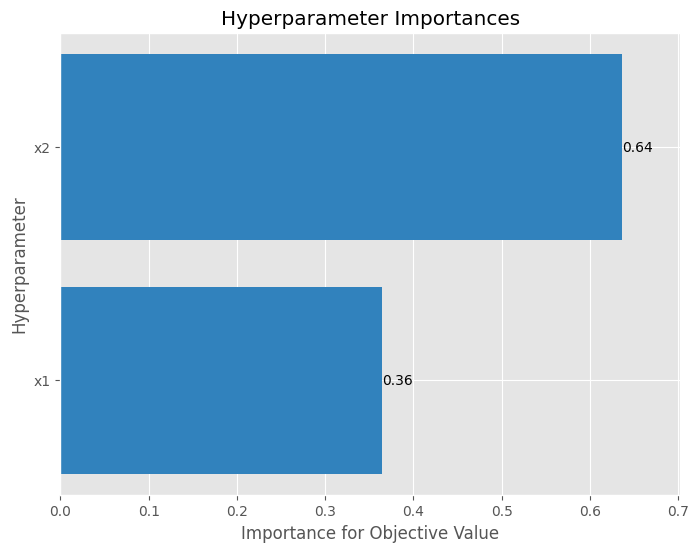 Hyperparameter Importances
Hyperparameter
x2
0.64
x1
0.36
0.0 0.1 0.2 0.3 0.4 0.5 0.6 0.7
Importance for Objective Value